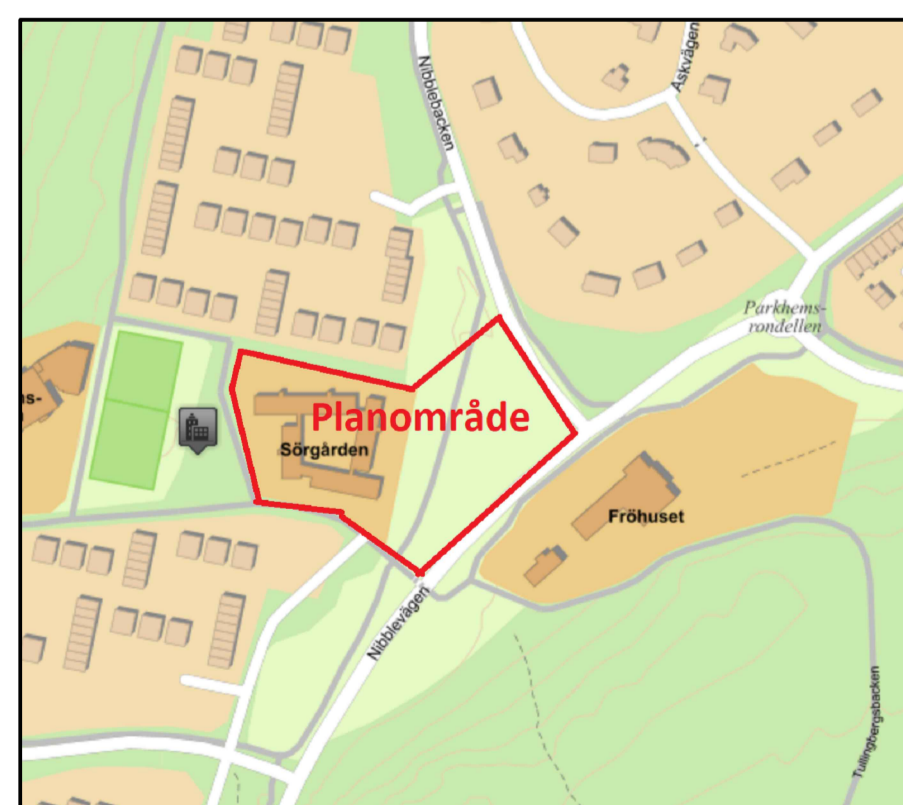 Nibblebacken
Askvägen
Parkhems-
rondellen
Planområde
Sörgården
Fröhuset
Nibblevägen
Tullingbergsbacken